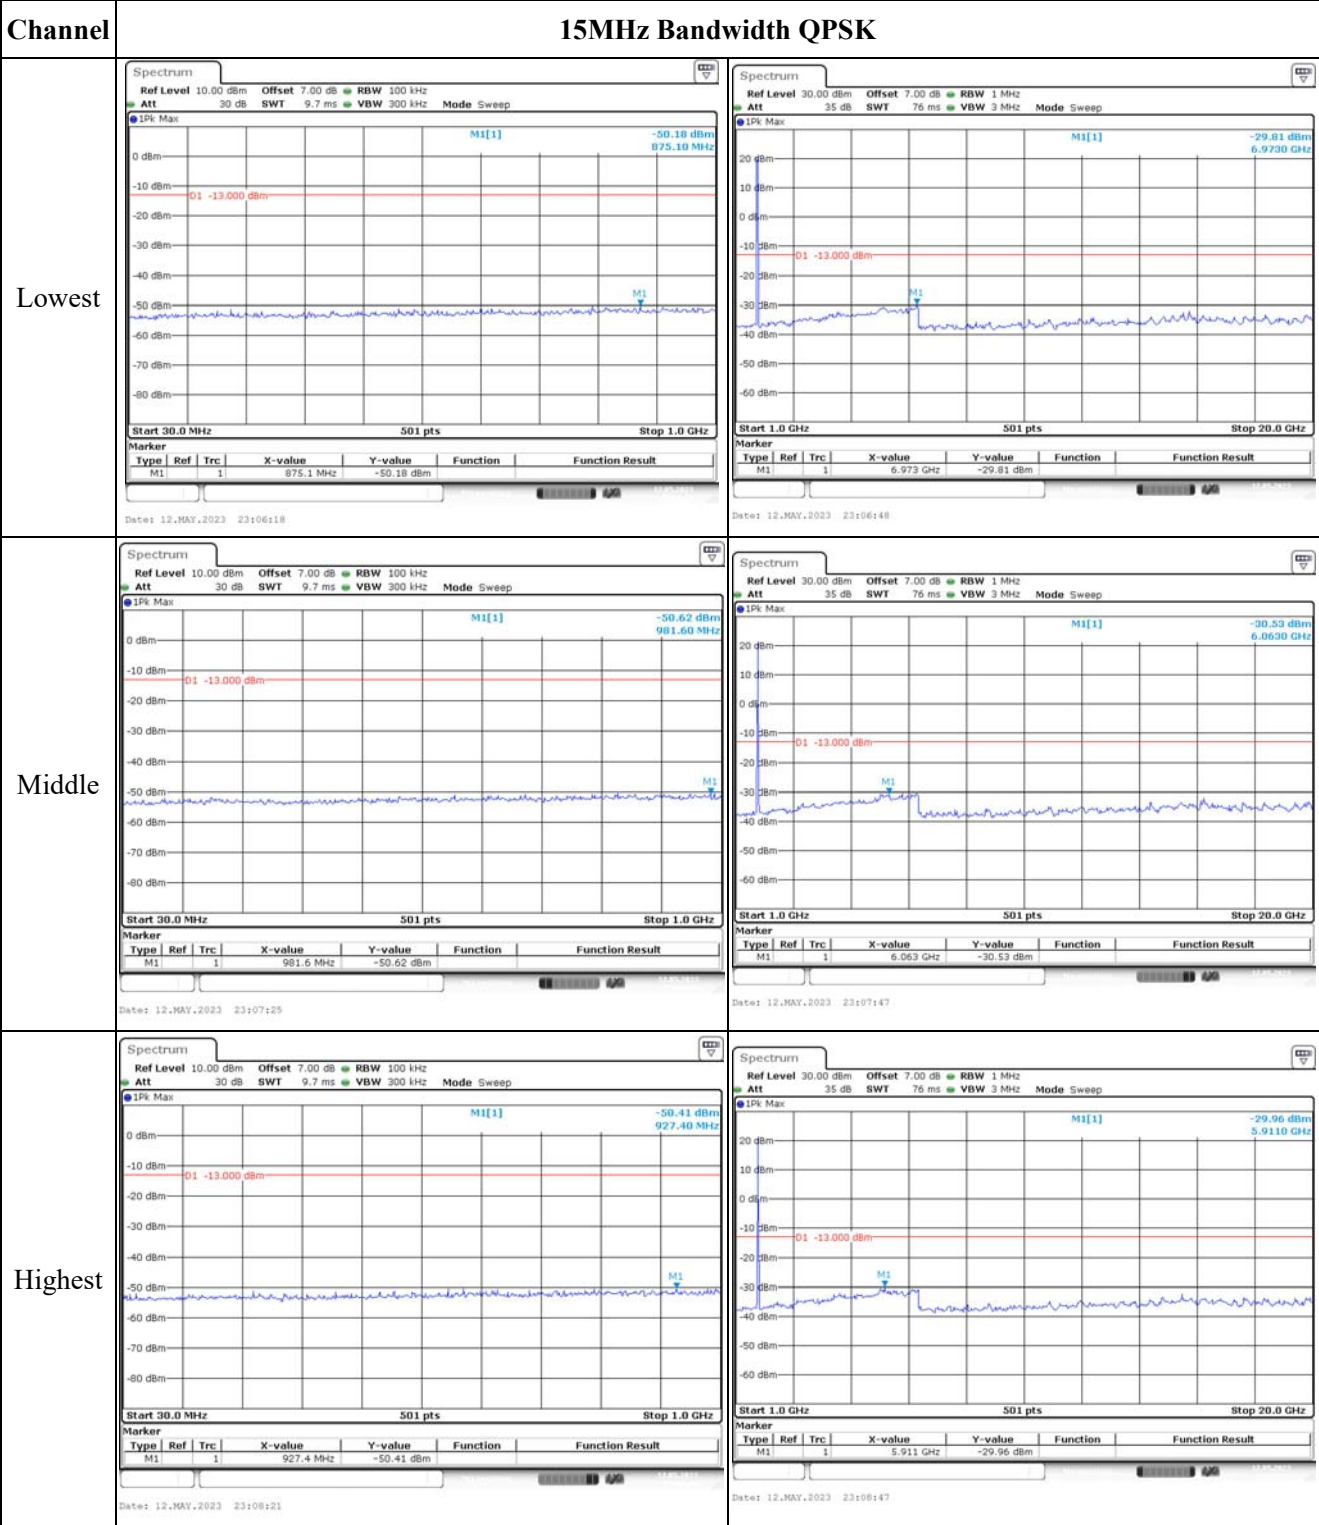 Channel 15MHz Bandwidth QPSK
Lowest
Spectrum
Ref Level 10.00 dBm Offset 7.00 dB RBW 100 kHz
Att 30 dB SWT 9.7 ms VBW 300 kHz Mode Sweep
1Pk Max
M1[1] -50.18 dBm
875.10 MHz
0 dBm
-10 dBm
D1 -13.000 dBm
-20 dBm
-30 dBm
-40 dBm
M1
-50 dBm
-60 dBm
-70 dBm
-80 dBm
Start 30.0 MHz 501 pts Stop 1.0 GHz
Marker
Type Ref Trc X-value Y-value Function Function Result
M1 1 875.1 MHz -50.18 dBm
Date: 12.MAY.2023 23:06:18
Spectrum
Ref Level 30.00 dBm Offset 7.00 dB RBW 1 MHz
Att 35 dB SWT 76 ms VBW 3 MHz Mode Sweep
1Pk Max
M1[1] -29.81 dBm
6.9730 GHz
20 dBm
10 dBm
0 dBm
-10 dBm
D1 -13.000 dBm
-20 dBm
M1
-30 dBm
-40 dBm
-50 dBm
-60 dBm
Start 1.0 GHz 501 pts Stop 20.0 GHz
Marker
Type Ref Trc X-value Y-value Function Function Result
M1 1 6.973 GHz -29.81 dBm
Date: 12.MAY.2023 23:06:48
Middle
Spectrum
Ref Level 10.00 dBm Offset 7.00 dB RBW 100 kHz
Att 30 dB SWT 9.7 ms VBW 300 kHz Mode Sweep
1Pk Max
M1[1] -50.62 dBm
981.60 MHz
0 dBm
-10 dBm
D1 -13.000 dBm
-20 dBm
-30 dBm
-40 dBm
M1
-50 dBm
-60 dBm
-70 dBm
-80 dBm
Start 30.0 MHz 501 pts Stop 1.0 GHz
Marker
Type Ref Trc X-value Y-value Function Function Result
M1 1 981.6 MHz -50.62 dBm
Date: 12.MAY.2023 23:07:25
Spectrum
Ref Level 30.00 dBm Offset 7.00 dB RBW 1 MHz
Att 35 dB SWT 76 ms VBW 3 MHz Mode Sweep
1Pk Max
M1[1] -30.53 dBm
6.0630 GHz
20 dBm
10 dBm
0 dBm
-10 dBm
D1 -13.000 dBm
-20 dBm
M1
-30 dBm
-40 dBm
-50 dBm
-60 dBm
Start 1.0 GHz 501 pts Stop 20.0 GHz
Marker
Type Ref Trc X-value Y-value Function Function Result
M1 1 6.063 GHz -30.53 dBm
Date: 12.MAY.2023 23:07:47
Highest
Spectrum
Ref Level 10.00 dBm Offset 7.00 dB RBW 100 kHz
Att 30 dB SWT 9.7 ms VBW 300 kHz Mode Sweep
1Pk Max
M1[1] -50.41 dBm
927.40 MHz
0 dBm
-10 dBm
D1 -13.000 dBm
-20 dBm
-30 dBm
-40 dBm
M1
-50 dBm
-60 dBm
-70 dBm
-80 dBm
Start 30.0 MHz 501 pts Stop 1.0 GHz
Marker
Type Ref Trc X-value Y-value Function Function Result
M1 1 927.4 MHz -50.41 dBm
Date: 12.MAY.2023 23:08:21
Spectrum
Ref Level 30.00 dBm Offset 7.00 dB RBW 1 MHz
Att 35 dB SWT 76 ms VBW 3 MHz Mode Sweep
1Pk Max
M1[1] -29.96 dBm
5.9110 GHz
20 dBm
10 dBm
0 dBm
-10 dBm
D1 -13.000 dBm
-20 dBm
M1
-30 dBm
-40 dBm
-50 dBm
-60 dBm
Start 1.0 GHz 501 pts Stop 20.0 GHz
Marker
Type Ref Trc X-value Y-value Function Function Result
M1 1 5.911 GHz -29.96 dBm
Date: 12.MAY.2023 23:08:47